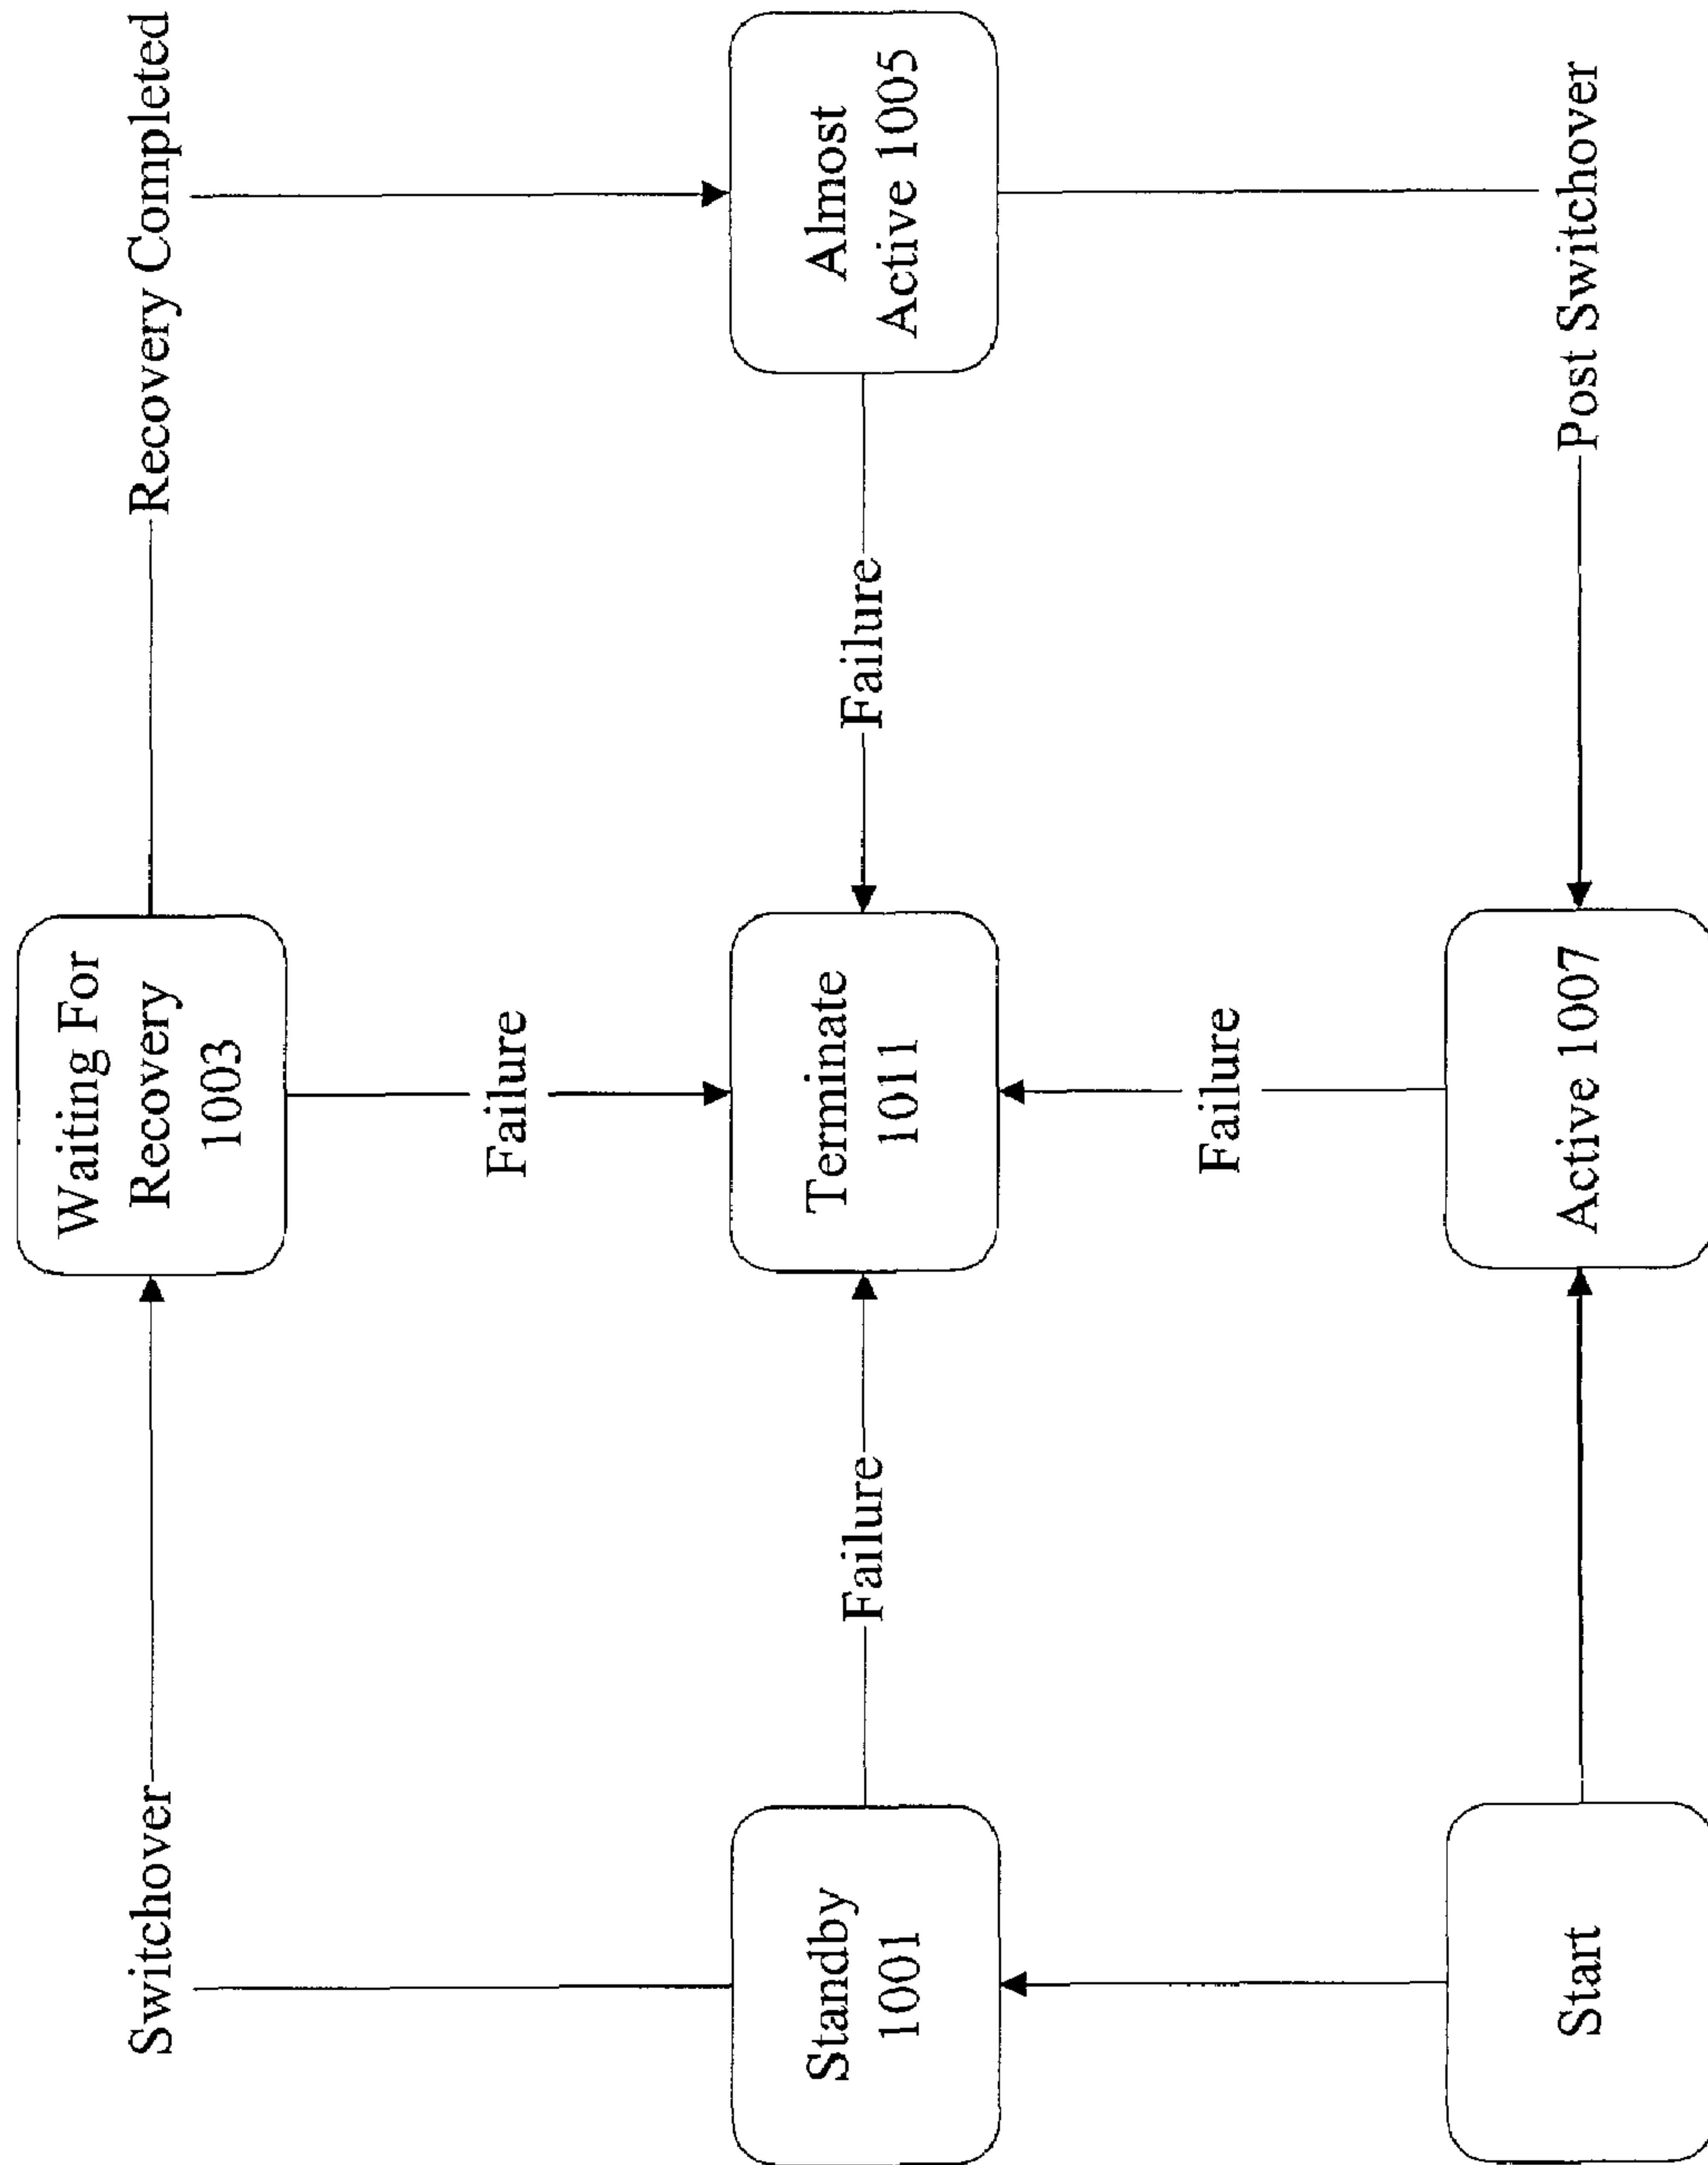 Switchover
Waiting For
Recovery
1003
Recovery Completed
Failure
Standby
1001
Failure
Terminate
1011
Failure
Almost
Active 1005
Failure
Start
Active 1007
Post Switchover